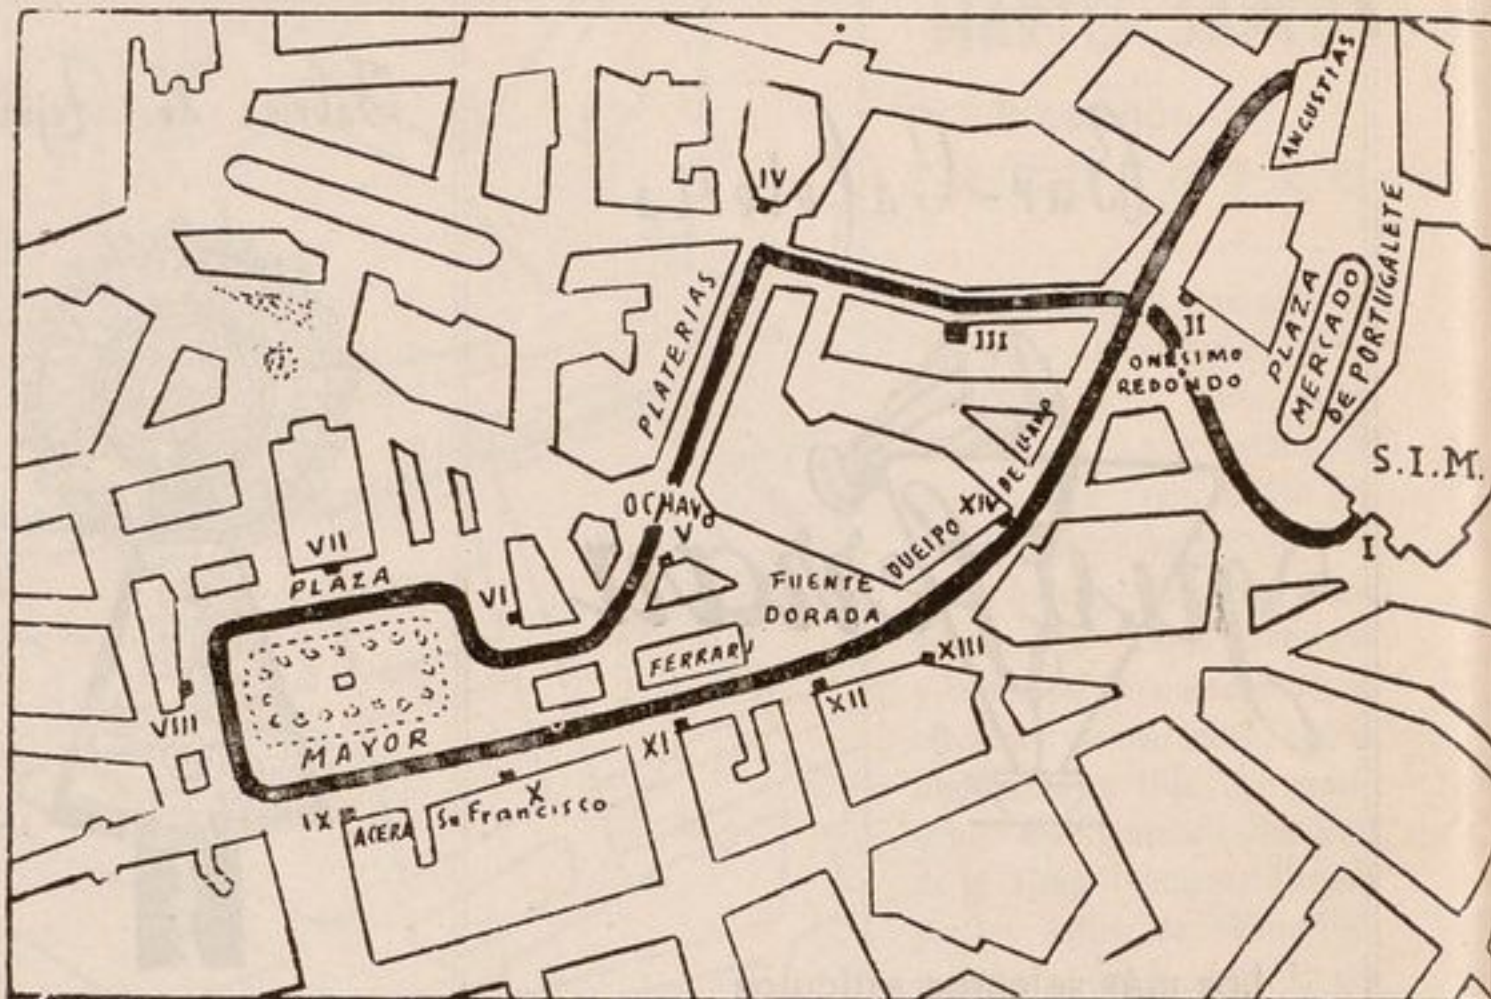 ANGUSTIAS
IV
PLATERIAS
III
II
ONESIMO
REDONDO
PLAZA
MERCADO
DE PORTUGALETE
S.I.M.
I
OCHAVO
V
QUEIPO DE LLANO
XIV
FUENTE
DORADA
VII
PLAZA
VI
VIII
MAYOR
FERRARI
XIII
XII
XI
X
IX
ACERA
Sn Francisco